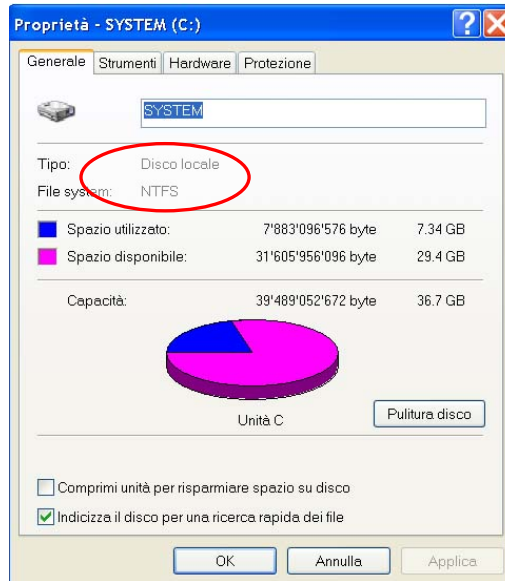 Proprietà - SYSTEM (C:)
Generale Strumenti Hardware Protezione
SYSTEM
Tipo: Disco locale
File system: NTFS
Spazio utilizzato: 7'883'096'576 byte 7.34 GB
Spazio disponibile: 31'605'956'096 byte 29.4 GB
Capacità: 39'489'052'672 byte 36.7 GB
Unità C
Pulitura disco
Comprimi unità per risparmiare spazio su disco
Indicizza il disco per una ricerca rapida dei file
OK Annulla Applica